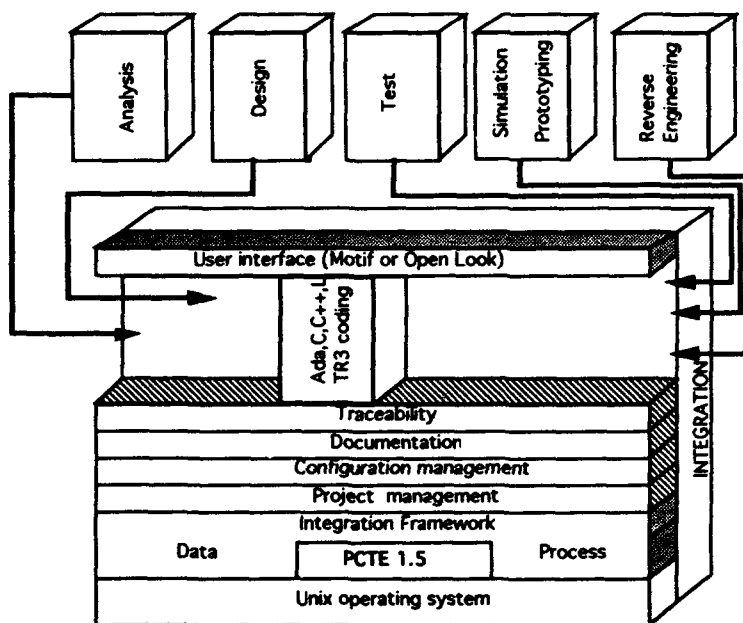 Analysis
Design
Test
Simulation
Prototyping
Reverse
Engineering
User interface (Motif or Open Look)
Ada,C,C++,L
TR3 coding
INTEGRATION
Traceability
Documentation
Configuration management
Project management
Integration Framework
Data
PCTE 1.5
Process
Unix operating system